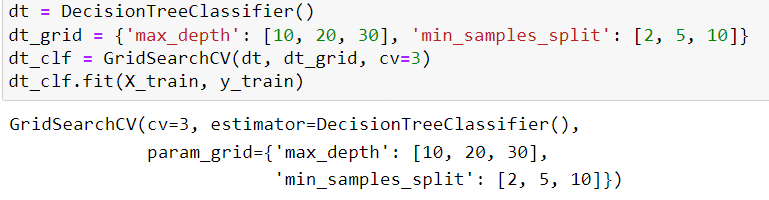 dt = DecisionTreeClassifier()
dt_grid = {'max_depth': [10, 20, 30], 'min_samples_split': [2, 5, 10]}
dt_clf = GridSearchCV(dt, dt_grid, cv=3)
dt_clf.fit(X_train, y_train)
GridSearchCV(cv=3, estimator=DecisionTreeClassifier(),
             param_grid={'max_depth': [10, 20, 30],
                         'min_samples_split': [2, 5, 10]})